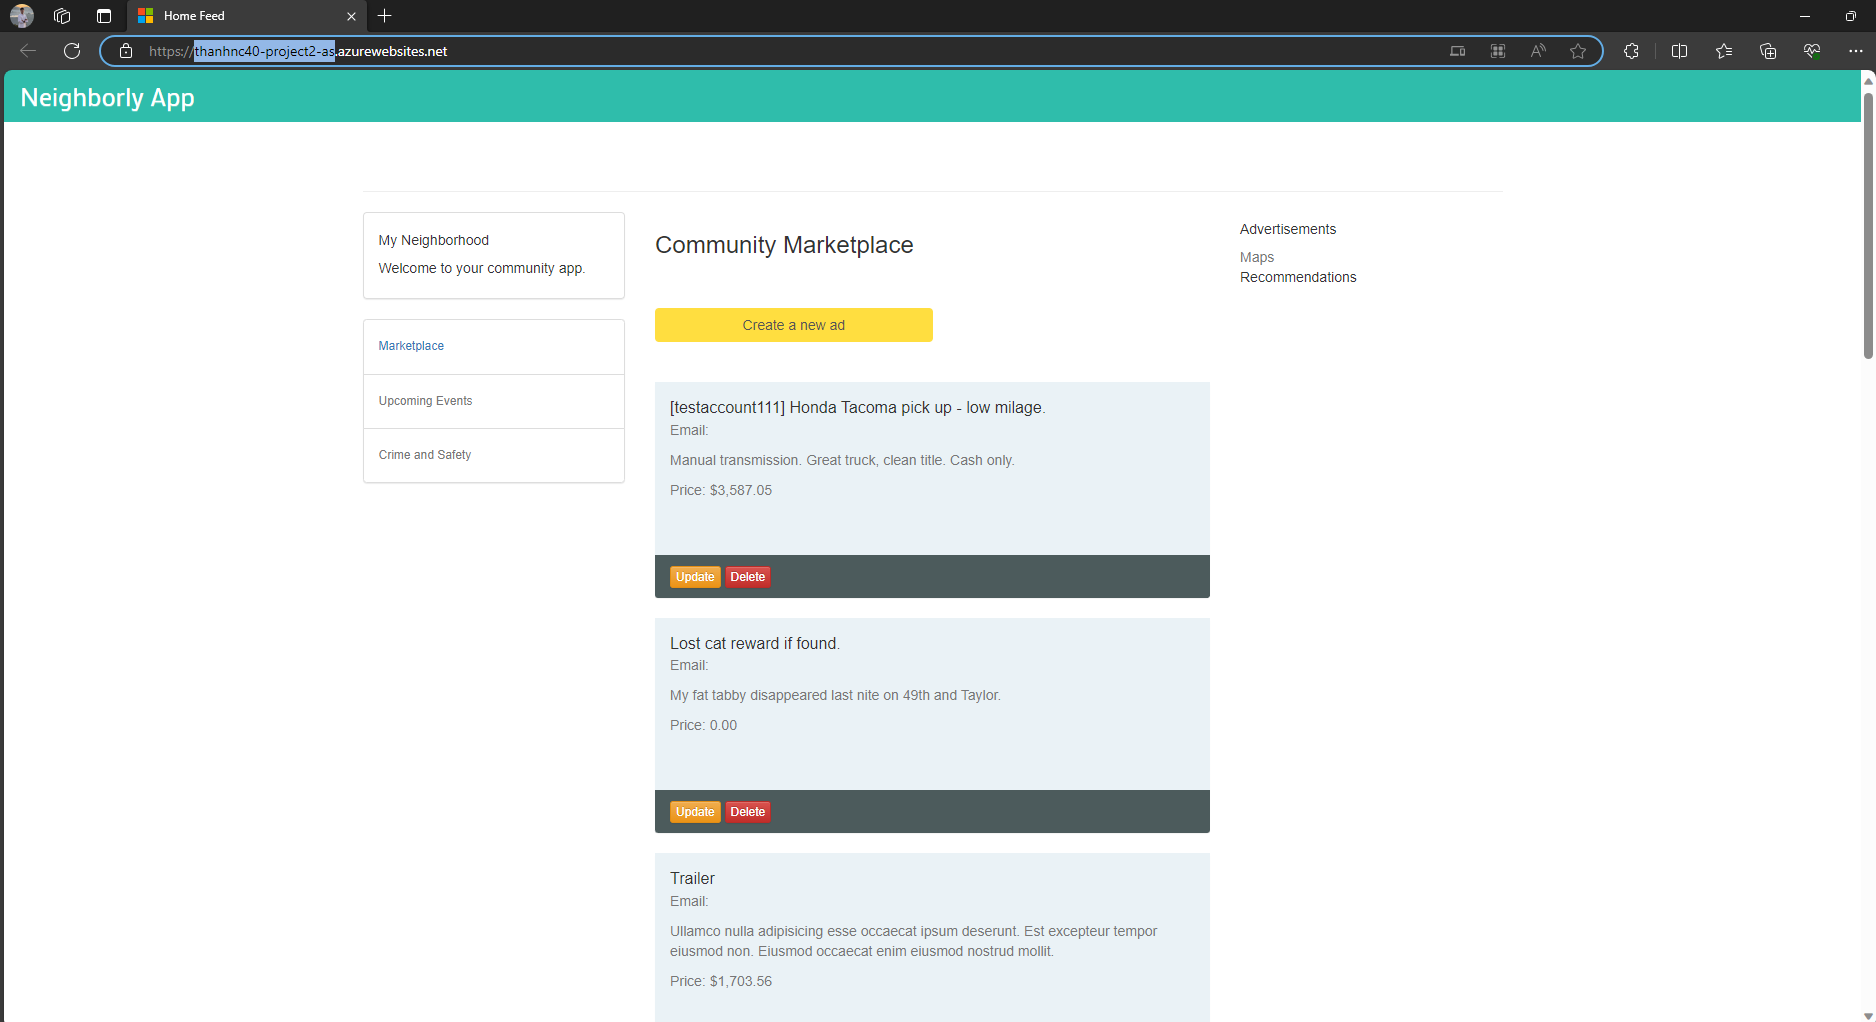 Home Feed
https://thanhnc40-project2-as.azurewebsites.net
Neighborly App
My Neighborhood
Welcome to your community app.
Marketplace
Upcoming Events
Crime and Safety
Community Marketplace
Create a new ad
[testaccount111] Honda Tacoma pick up - low milage.
Email:
Manual transmission. Great truck, clean title. Cash only.
Price: $3,587.05
Update Delete
Lost cat reward if found.
Email:
My fat tabby disappeared last nite on 49th and Taylor.
Price: 0.00
Update Delete
Trailer
Email:
Ullamco nulla adipisicing esse occaecat ipsum deserunt. Est excepteur tempor
eiusmod non. Eiusmod occaecat enim eiusmod nostrud mollit.
Price: $1,703.56
Advertisements
Maps
Recommendations